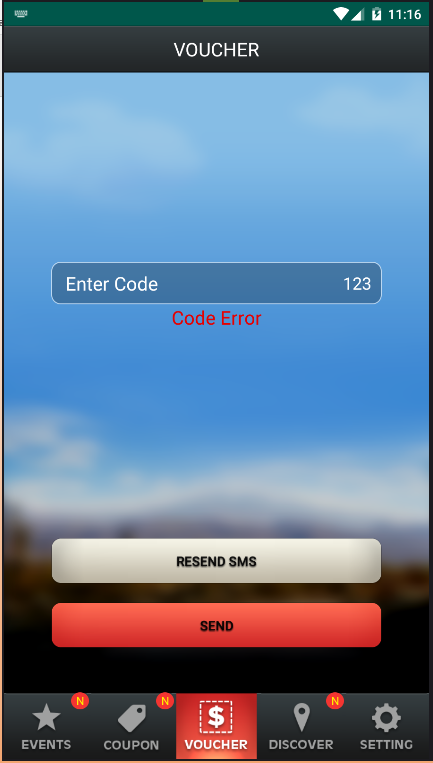 11:16
VOUCHER
Enter Code 123
Code Error
RESEND SMS
SEND
N N N
EVENTS COUPON VOUCHER DISCOVER SETTING